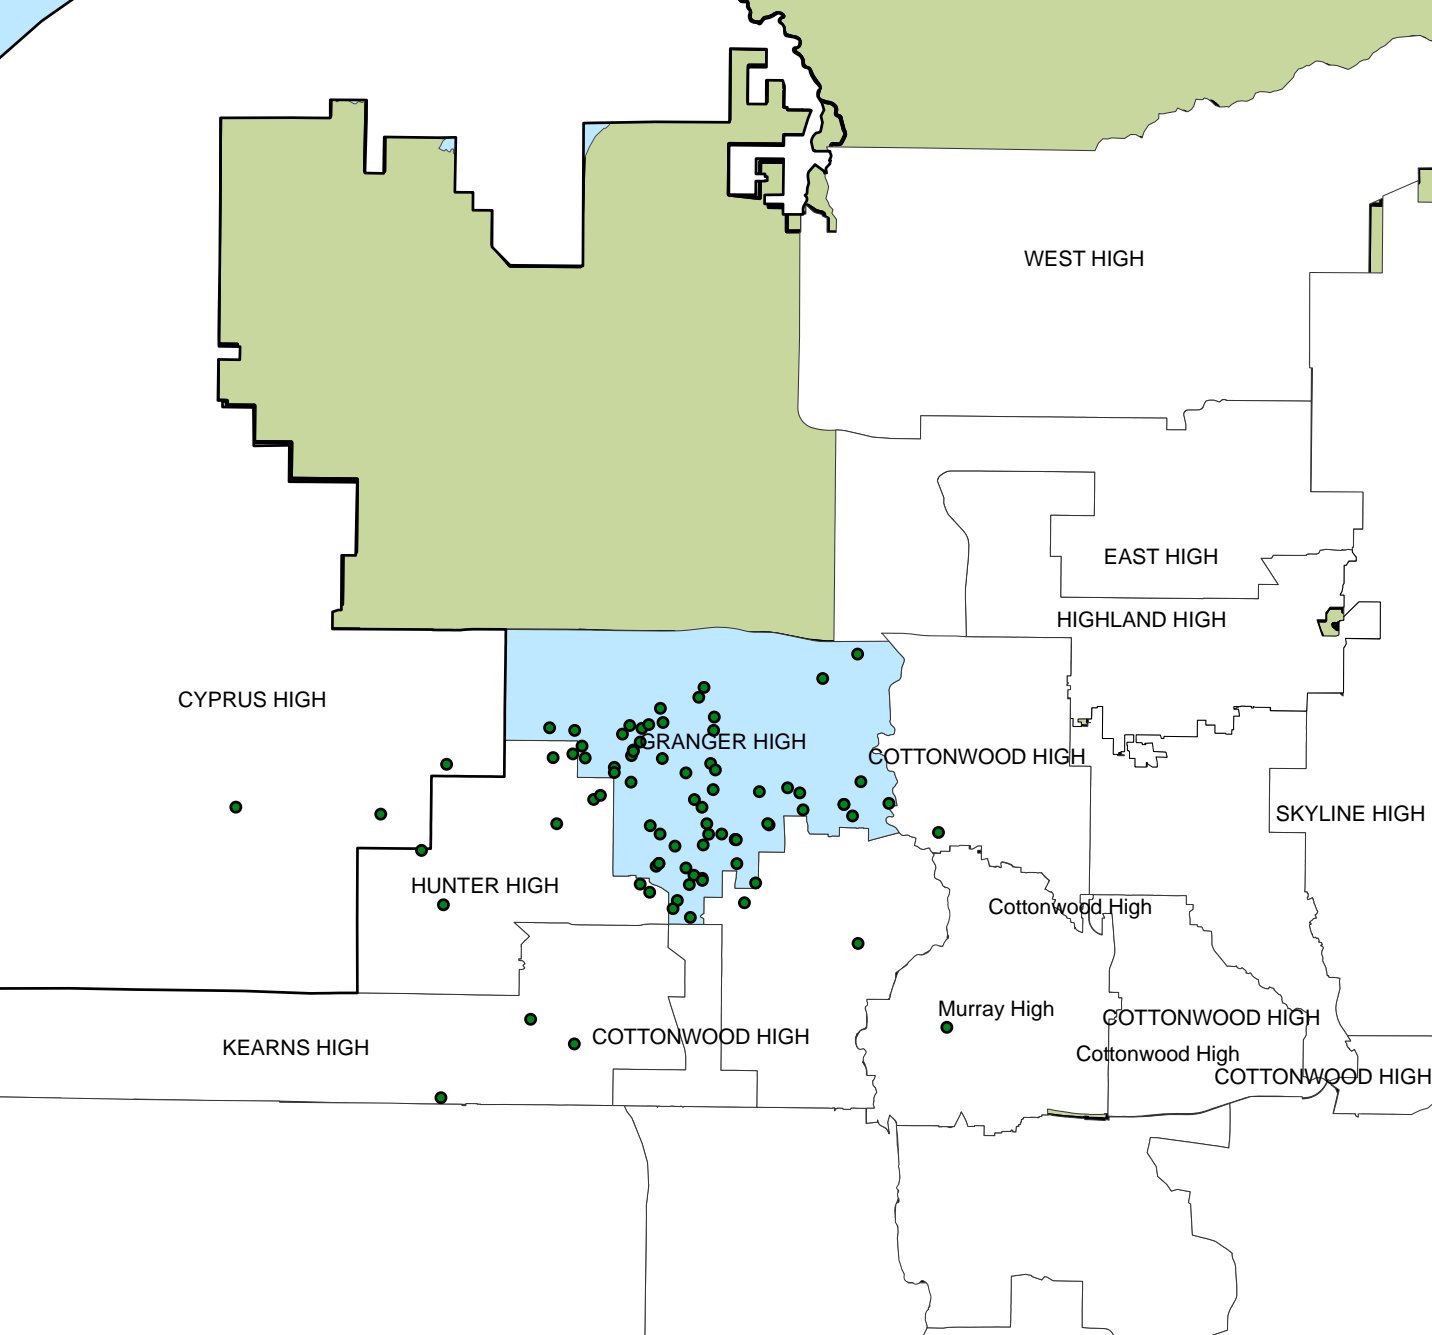 WEST HIGH
EAST HIGH
HIGHLAND HIGH
CYPRUS HIGH
GRANGER HIGH
COTTONWOOD HIGH
SKYLINE HIGH
HUNTER HIGH
Cottonwood High
Murray High
COTTONWOOD HIGH
COTTONWOOD HIGH
KEARNS HIGH
Cottonwood High
COTTONWOOD HIGH